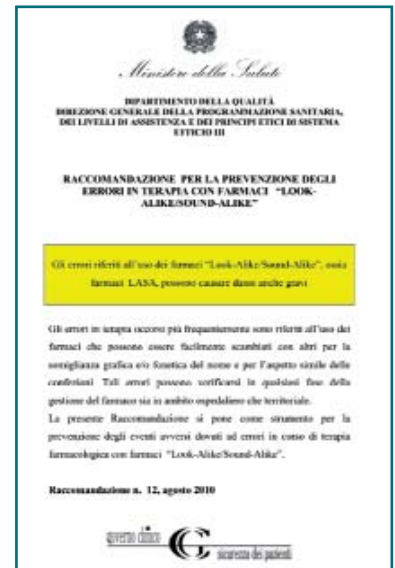 Ministero della Salute
DIPARTIMENTO DELLA QUALITÀ
DIREZIONE GENERALE DELLA PROGRAMMAZIONE SANITARIA,
DEI LIVELLI DI ASSISTENZA E DEI PRINCIPI ETICI DI SISTEMA
UFFICIO III
RACCOMANDAZIONE PER LA PREVENZIONE DEGLI
ERRORI IN TERAPIA CON FARMACI “LOOK-
ALIKE/SOUND-ALIKE”
Gli errori riferiti all’uso dei farmaci “Look-Alike/Sound-Alike”, ossia
farmaci LASA, possono causare danni anche gravi
Gli errori in terapia occorsi più frequentemente sono riferiti all’uso dei
farmaci che possono essere facilmente scambiati con altri per la
somiglianza grafica e/o fonetica del nome e per l’aspetto simile delle
confezioni. Tali errori possono verificarsi in qualsiasi fase della
gestione del farmaco sia in ambito ospedaliero che territoriale.
La presente Raccomandazione si pone come strumento per la
prevenzione degli eventi avversi dovuti ad errori in corso di terapia
farmacologica con farmaci “Look-Alike/Sound-Alike”.
Raccomandazione n. 12, agosto 2010
governo clinico
sicurezza dei pazienti